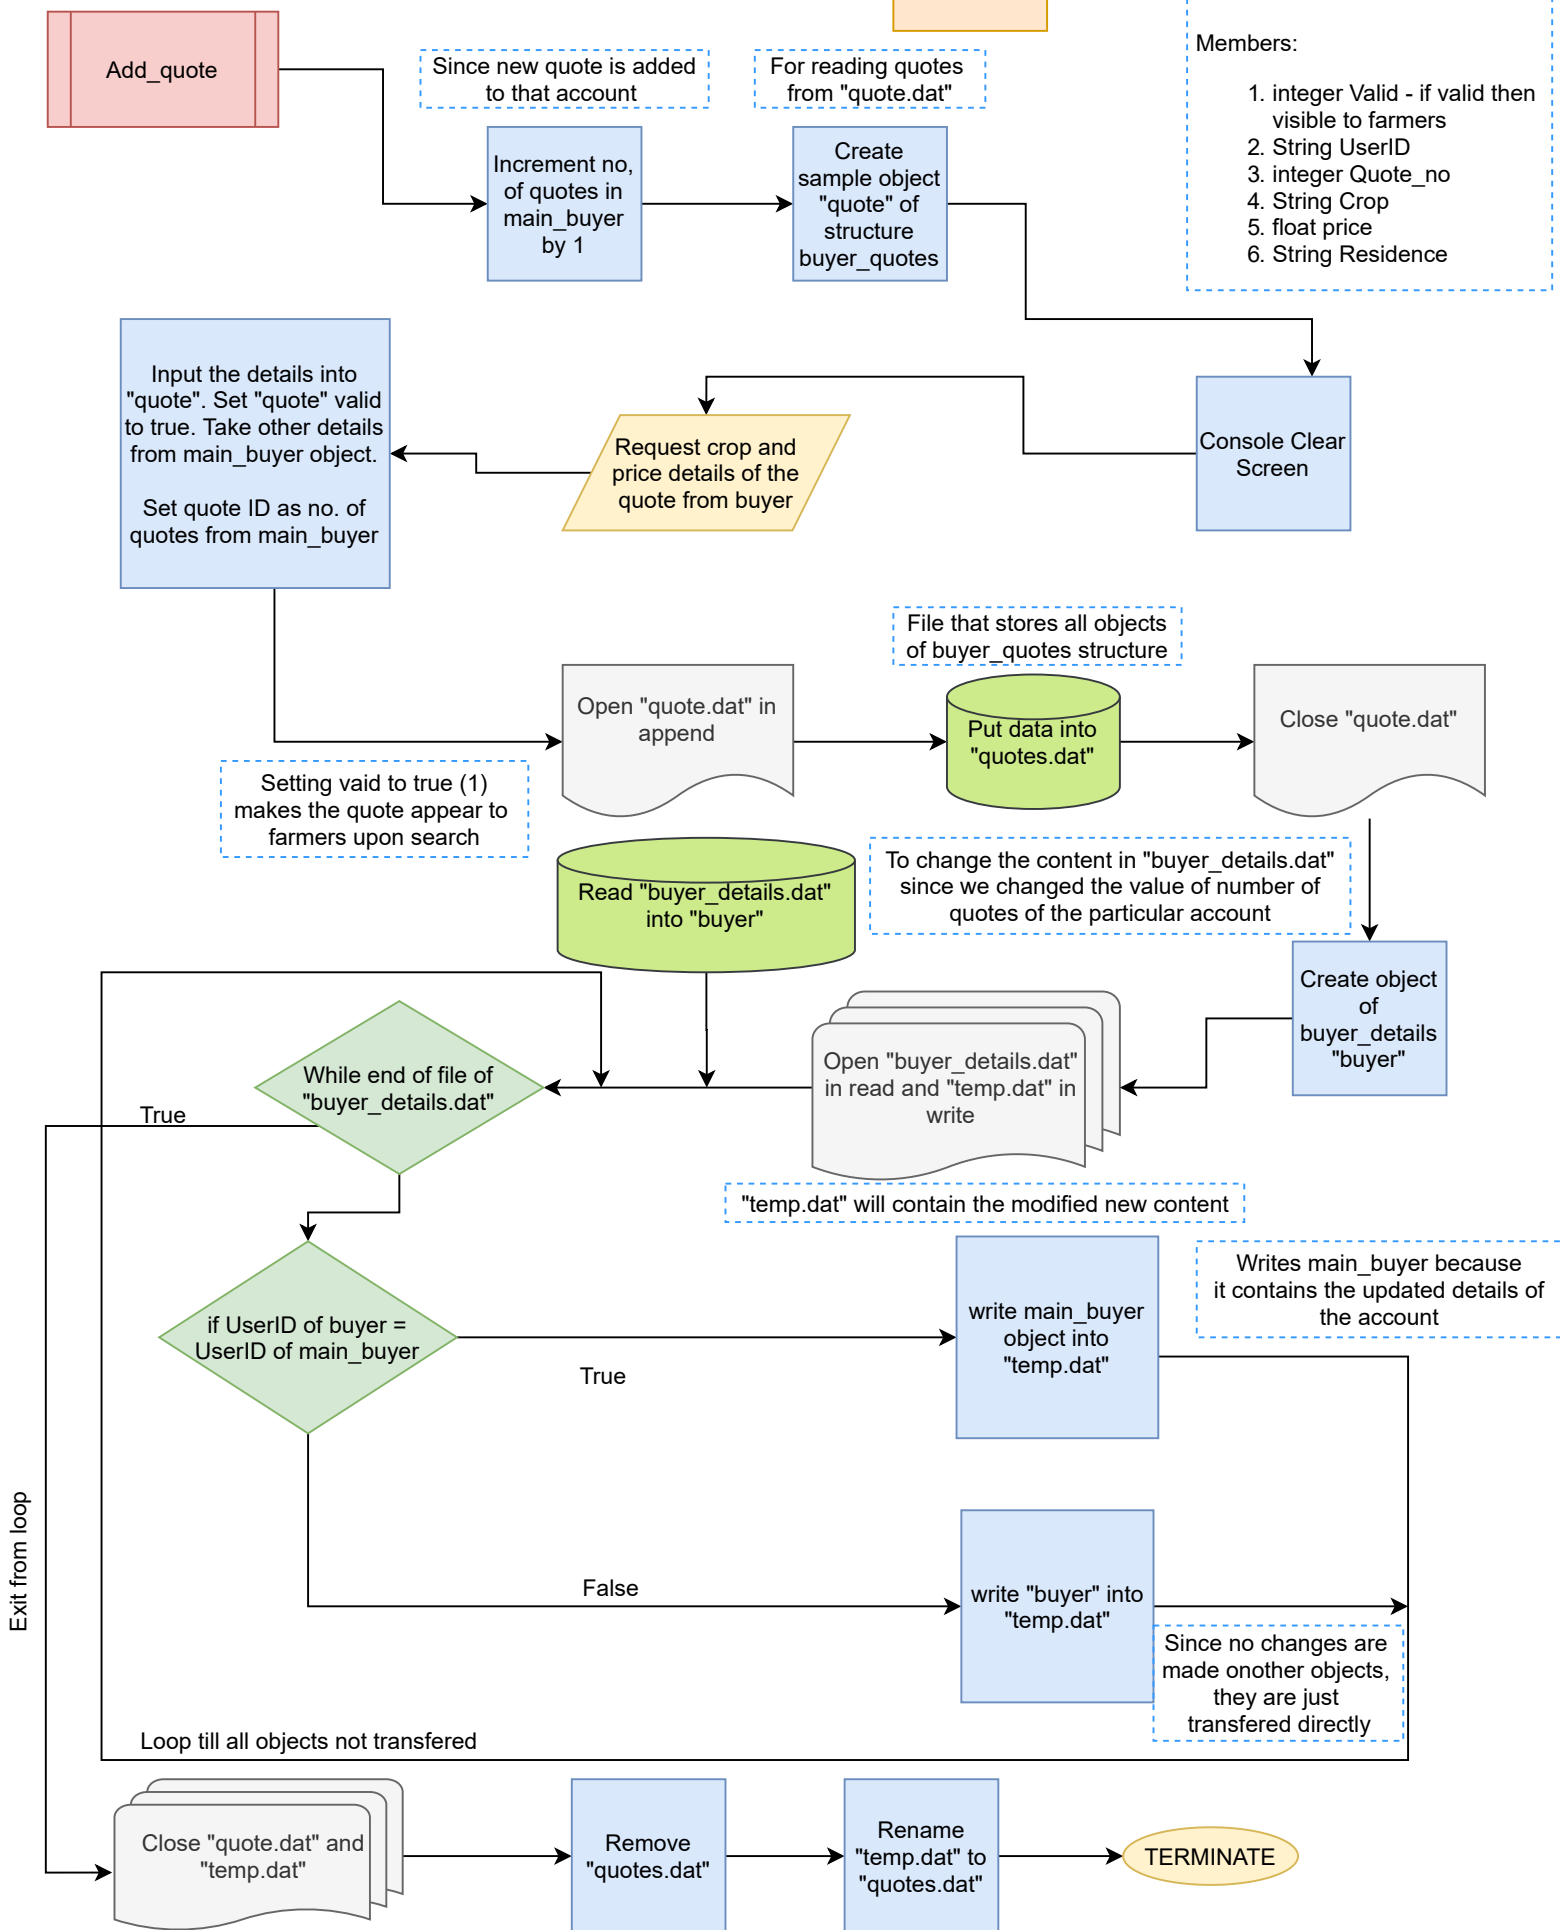 Add_quote
Since new quote is added
to that account
For reading quotes
from "quote.dat"
Members:
1. integer Valid - if valid then
visible to farmers
2. String UserID
3. integer Quote_no
4. String Crop
5. float price
6. String Residence
Increment no,
of quotes in
main_buyer
by 1
Create
sample object
"quote" of
structure
buyer_quotes
Input the details into
"quote". Set "quote" valid
to true. Take other details
from main_buyer object.
Set quote ID as no. of
quotes from main_buyer
Request crop and
price details of the
quote from buyer
Console Clear
Screen
File that stores all objects
of buyer_quotes structure
Open "quote.dat" in
append
Put data into
"quotes.dat"
Close "quote.dat"
Setting vaid to true (1)
makes the quote appear to
farmers upon search
Read "buyer_details.dat"
into "buyer"
To change the content in "buyer_details.dat"
since we changed the value of number of
quotes of the particular account
Create object
of
buyer_details
"buyer"
While end of file of
"buyer_details.dat"
Open "buyer_details.dat"
in read and "temp.dat" in
write
True
"temp.dat" will contain the modified new content
if UserID of buyer =
UserID of main_buyer
True
write main_buyer
object into
"temp.dat"
Writes main_buyer because
it contains the updated details of
the account
Exit from loop
False
write "buyer" into
"temp.dat"
Since no changes are
made onother objects,
they are just
transfered directly
Loop till all objects not transfered
Close "quote.dat" and
"temp.dat"
Remove
"quotes.dat"
Rename
"temp.dat" to
"quotes.dat"
TERMINATE